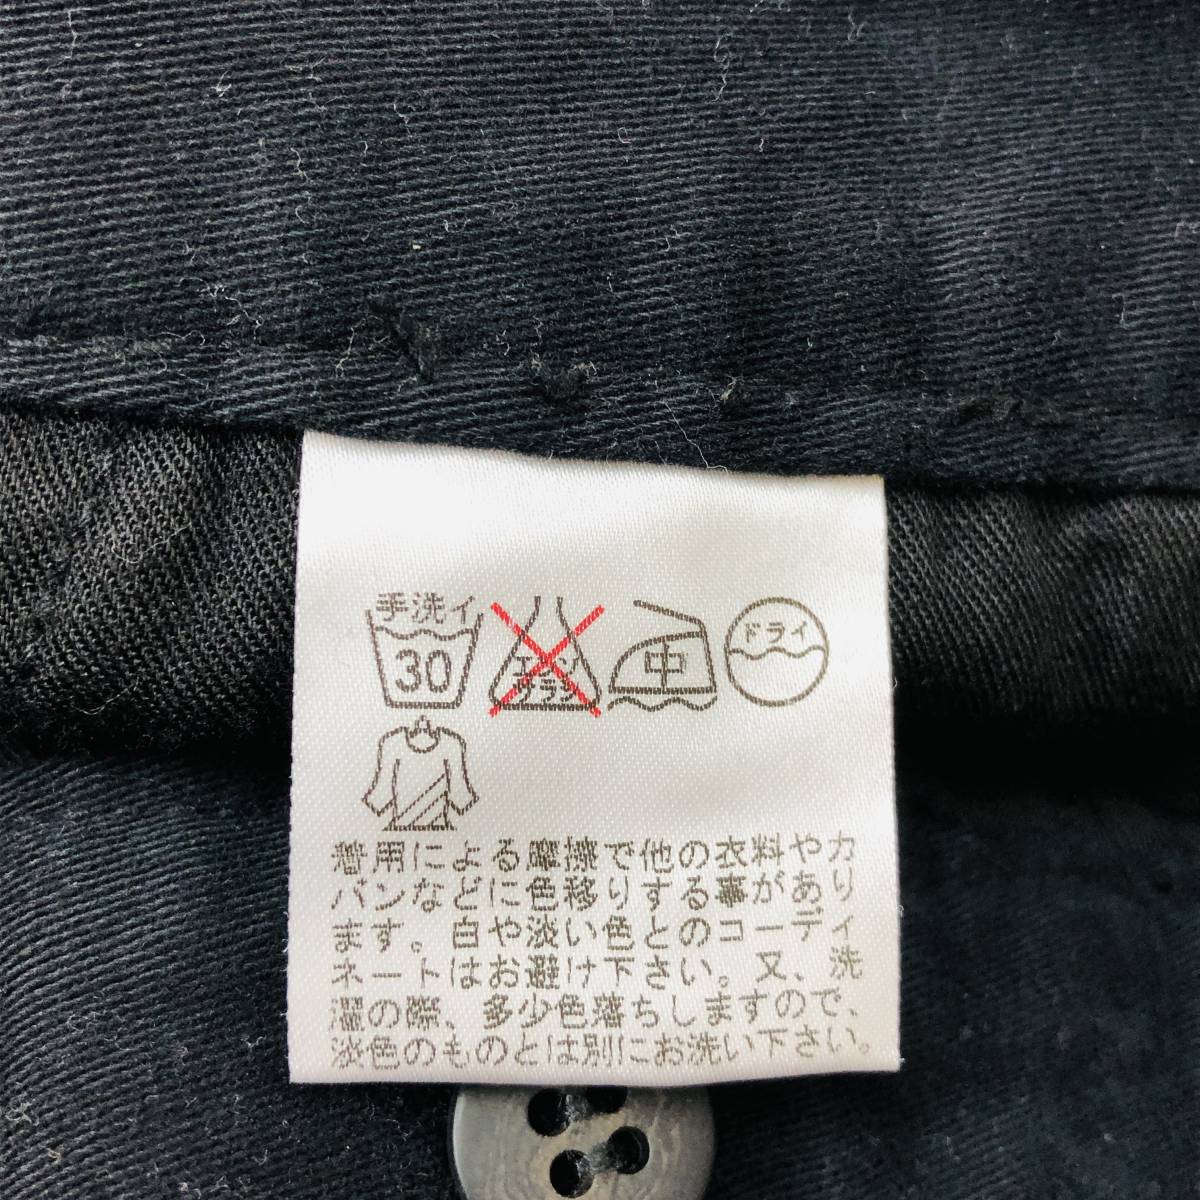 手洗イ
30
エンソ
サラシ
中
ドライ
着用による摩擦で他の衣料やカ
バンなどに色移りする事があり
ます。白や淡い色とのコーディ
ネートはお避け下さい。又、洗
濯の際、多少色落ちしますので、
淡色のものとは別にお洗い下さい。